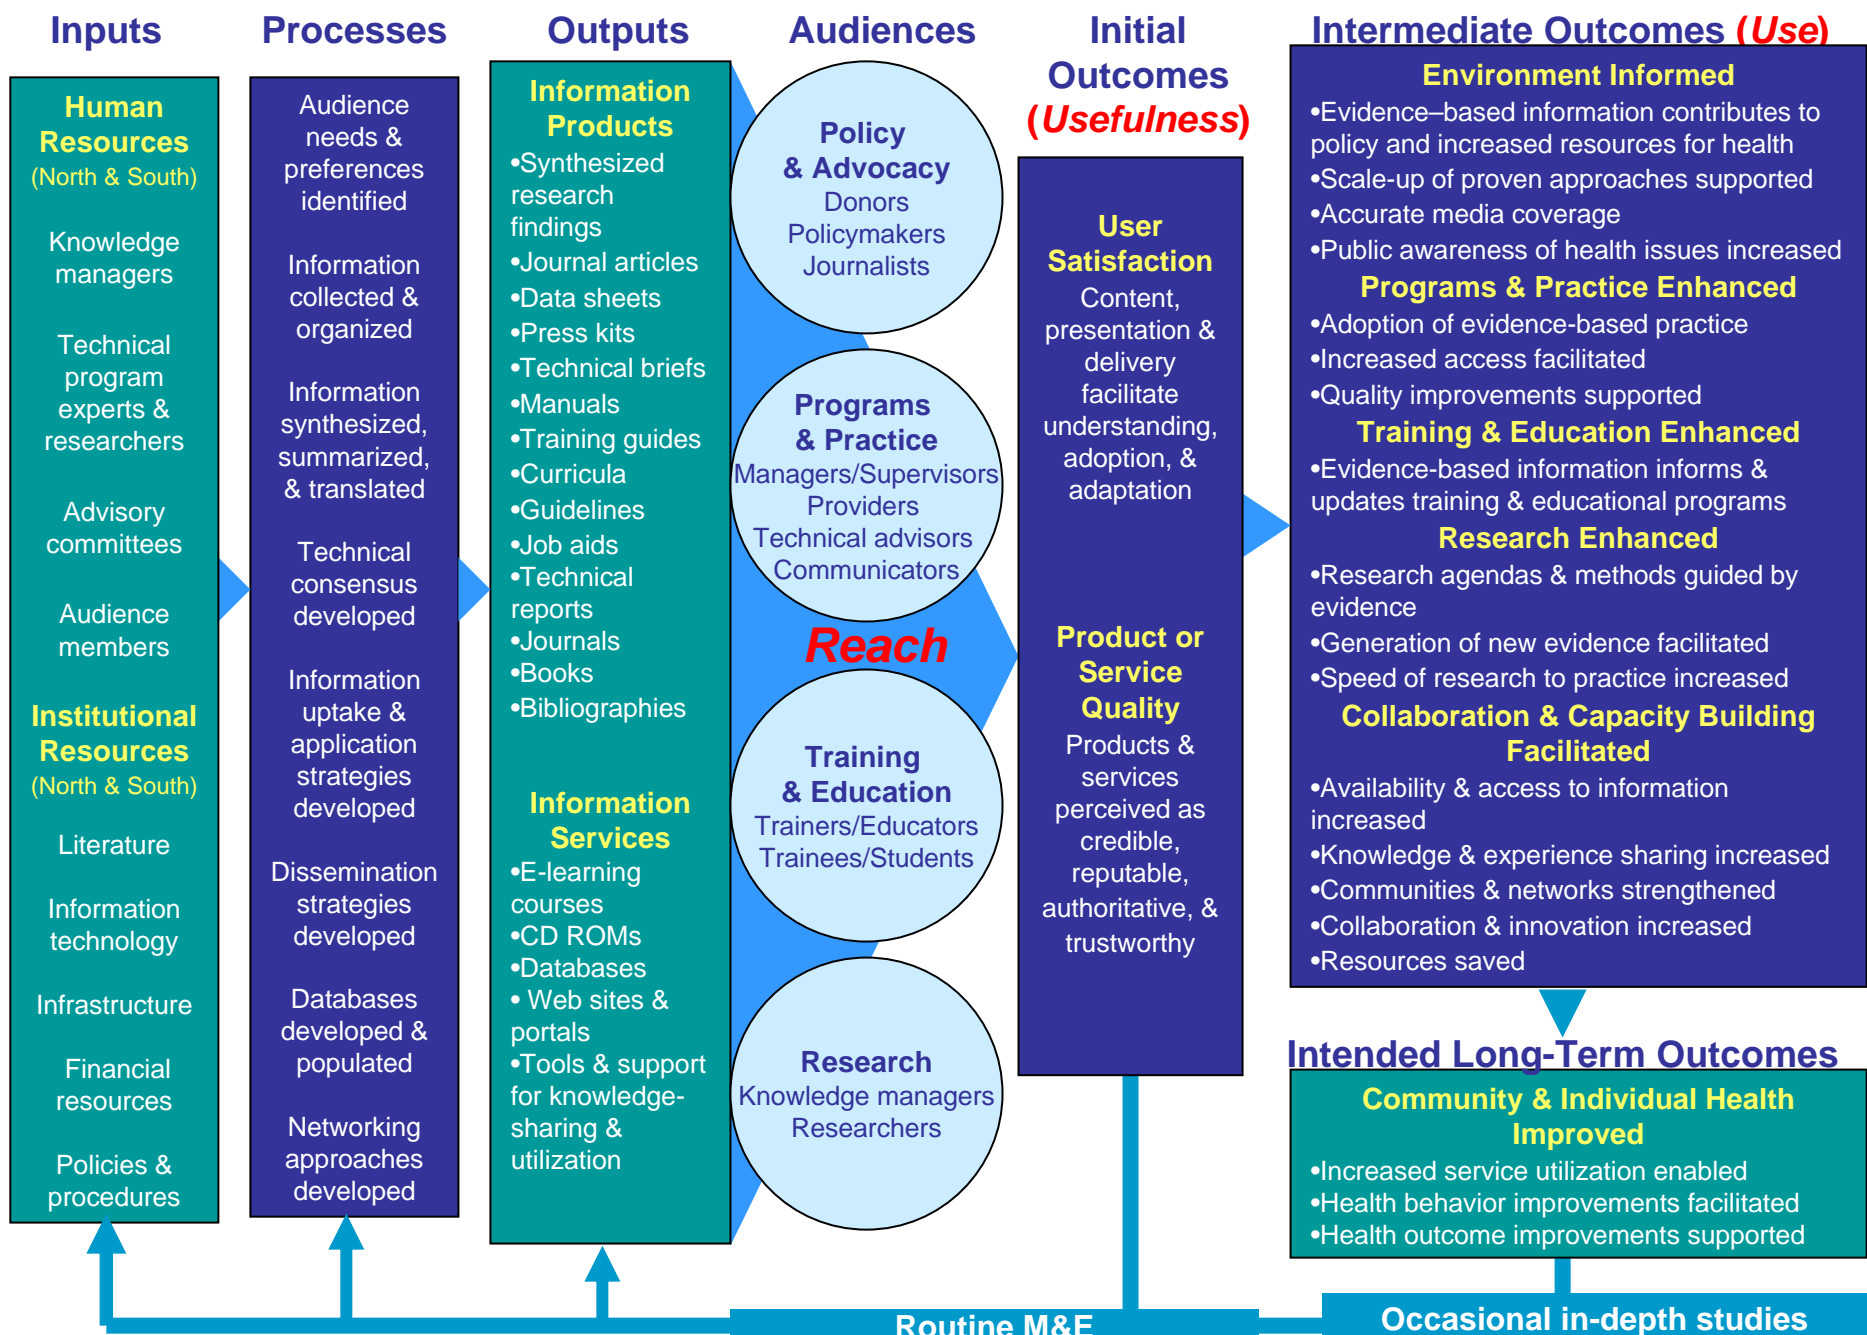 Inputs
Human
Resources
(North & South)
Knowledge
managers
Technical
program
experts &
researchers
Advisory
committees
Audience
members
Institutional
Resources
(North & South)
Literature
Information
technology
Infrastructure
Financial
resources
Policies &
procedures
Processes
Audience
needs &
preferences
identified
Information
collected &
organized
Information
synthesized,
summarized,
& translated
Technical
consensus
developed
Information
uptake &
application
strategies
developed
Dissemination
strategies
developed
Databases
developed &
populated
Networking
approaches
developed
Outputs
Information
Products
•Synthesized
research
findings
•Journal articles
•Data sheets
•Press kits
•Technical briefs
•Manuals
•Training guides
•Curricula
•Guidelines
•Job aids
•Technical
reports
•Journals
•Books
•Bibliographies
Information
Services
•E-learning
courses
•CD ROMs
•Databases
• Web sites &
portals
•Tools & support
for knowledge-
sharing &
utilization
Audiences
Policy
& Advocacy
Donors
Policymakers
Journalists
Programs
& Practice
Managers/Supervisors
Providers
Technical advisors
Communicators
Reach
Training
& Education
Trainers/Educators
Trainees/Students
Research
Knowledge managers
Researchers
Initial
Outcomes
(Usefulness)
User
Satisfaction
Content,
presentation &
delivery
facilitate
understanding,
adoption, &
adaptation
Product or
Service
Quality
Products &
services
perceived as
credible,
reputable,
authoritative, &
trustworthy
Intermediate Outcomes (Use)
Environment Informed
•Evidence–based information contributes to
policy and increased resources for health
•Scale-up of proven approaches supported
•Accurate media coverage
•Public awareness of health issues increased
Programs & Practice Enhanced
•Adoption of evidence-based practice
•Increased access facilitated
•Quality improvements supported
Training & Education Enhanced
•Evidence-based information informs &
updates training & educational programs
Research Enhanced
•Research agendas & methods guided by
evidence
•Generation of new evidence facilitated
•Speed of research to practice increased
Collaboration & Capacity Building
Facilitated
•Availability & access to information
increased
•Knowledge & experience sharing increased
•Communities & networks strengthened
•Collaboration & innovation increased
•Resources saved
Intended Long-Term Outcomes
Community & Individual Health
Improved
•Increased service utilization enabled
•Health behavior improvements facilitated
•Health outcome improvements supported
Routine M&E
Occasional in-depth studies